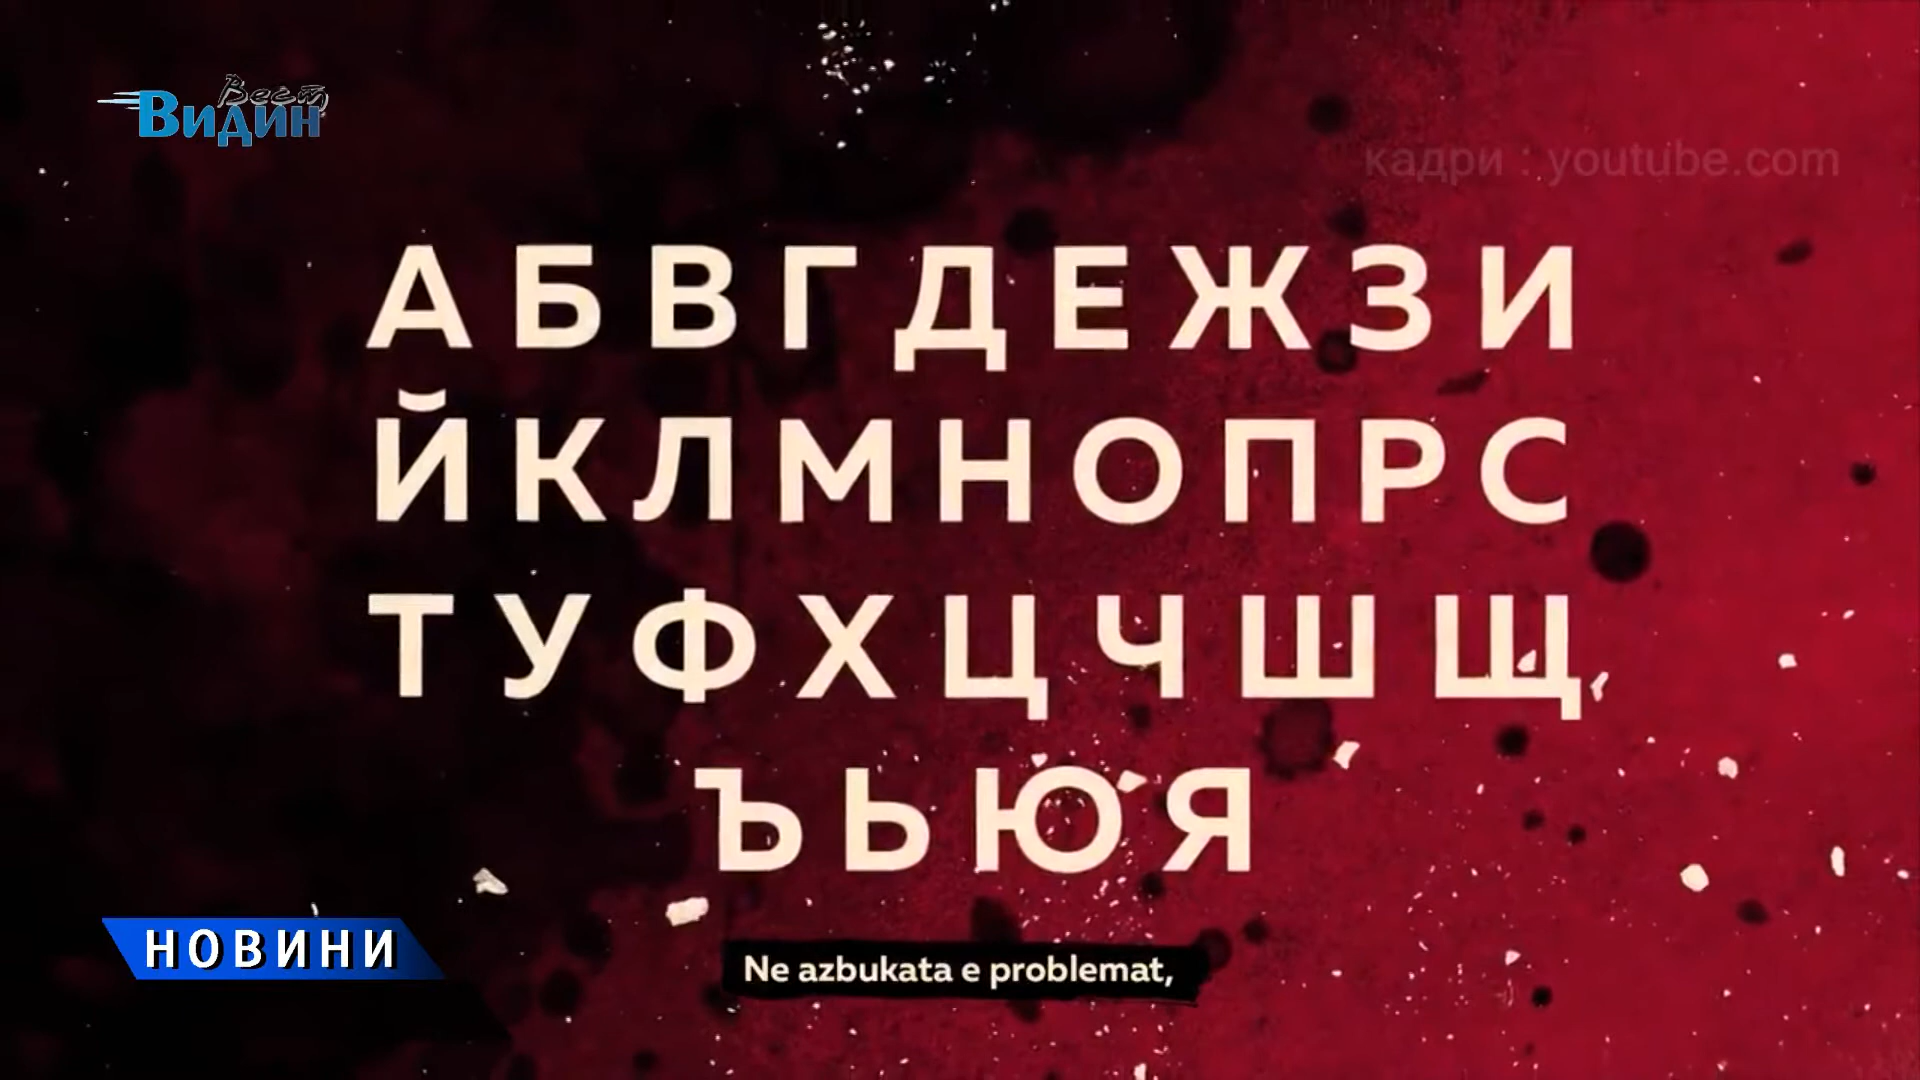 Вест
Видин
кадри : youtube.com
А Б В Г Д Е Ж З И
Й К Л М Н О П Р С
Т У Ф Х Ц Ч Ш Щ
Ъ Ь Ю Я
НОВИНИ
Ne azbukata e problemat,